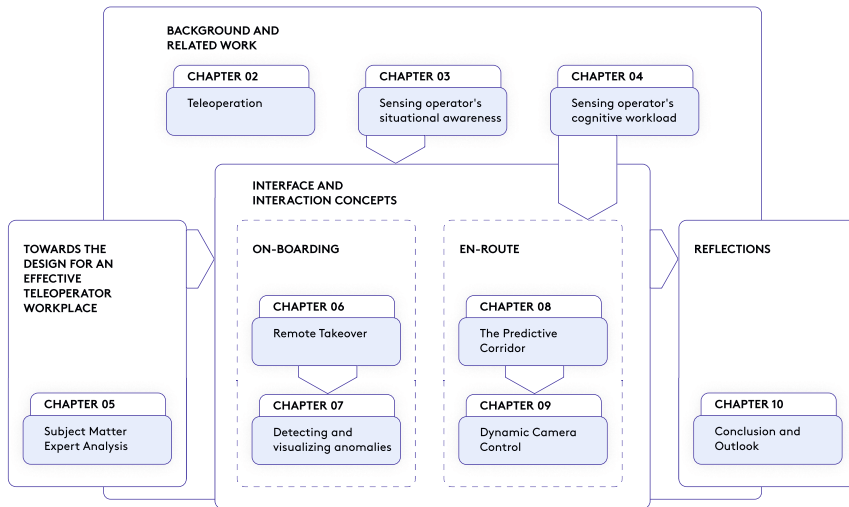 BACKGROUND AND
RELATED WORK
CHAPTER 02
Teleoperation
CHAPTER 03
Sensing operator's
situational awareness
CHAPTER 04
Sensing operator's
cognitive workload
INTERFACE AND
INTERACTION CONCEPTS
TOWARDS THE
DESIGN FOR AN
EFFECTIVE
TELEOPERATOR
WORKPLACE
CHAPTER 05
Subject Matter
Expert Analysis
ON-BOARDING
CHAPTER 06
Remote Takeover
CHAPTER 07
Detecting and
visualizing anomalies
EN-ROUTE
CHAPTER 08
The Predictive
Corridor
CHAPTER 09
Dynamic Camera
Control
REFLECTIONS
CHAPTER 10
Conclusion and
Outlook